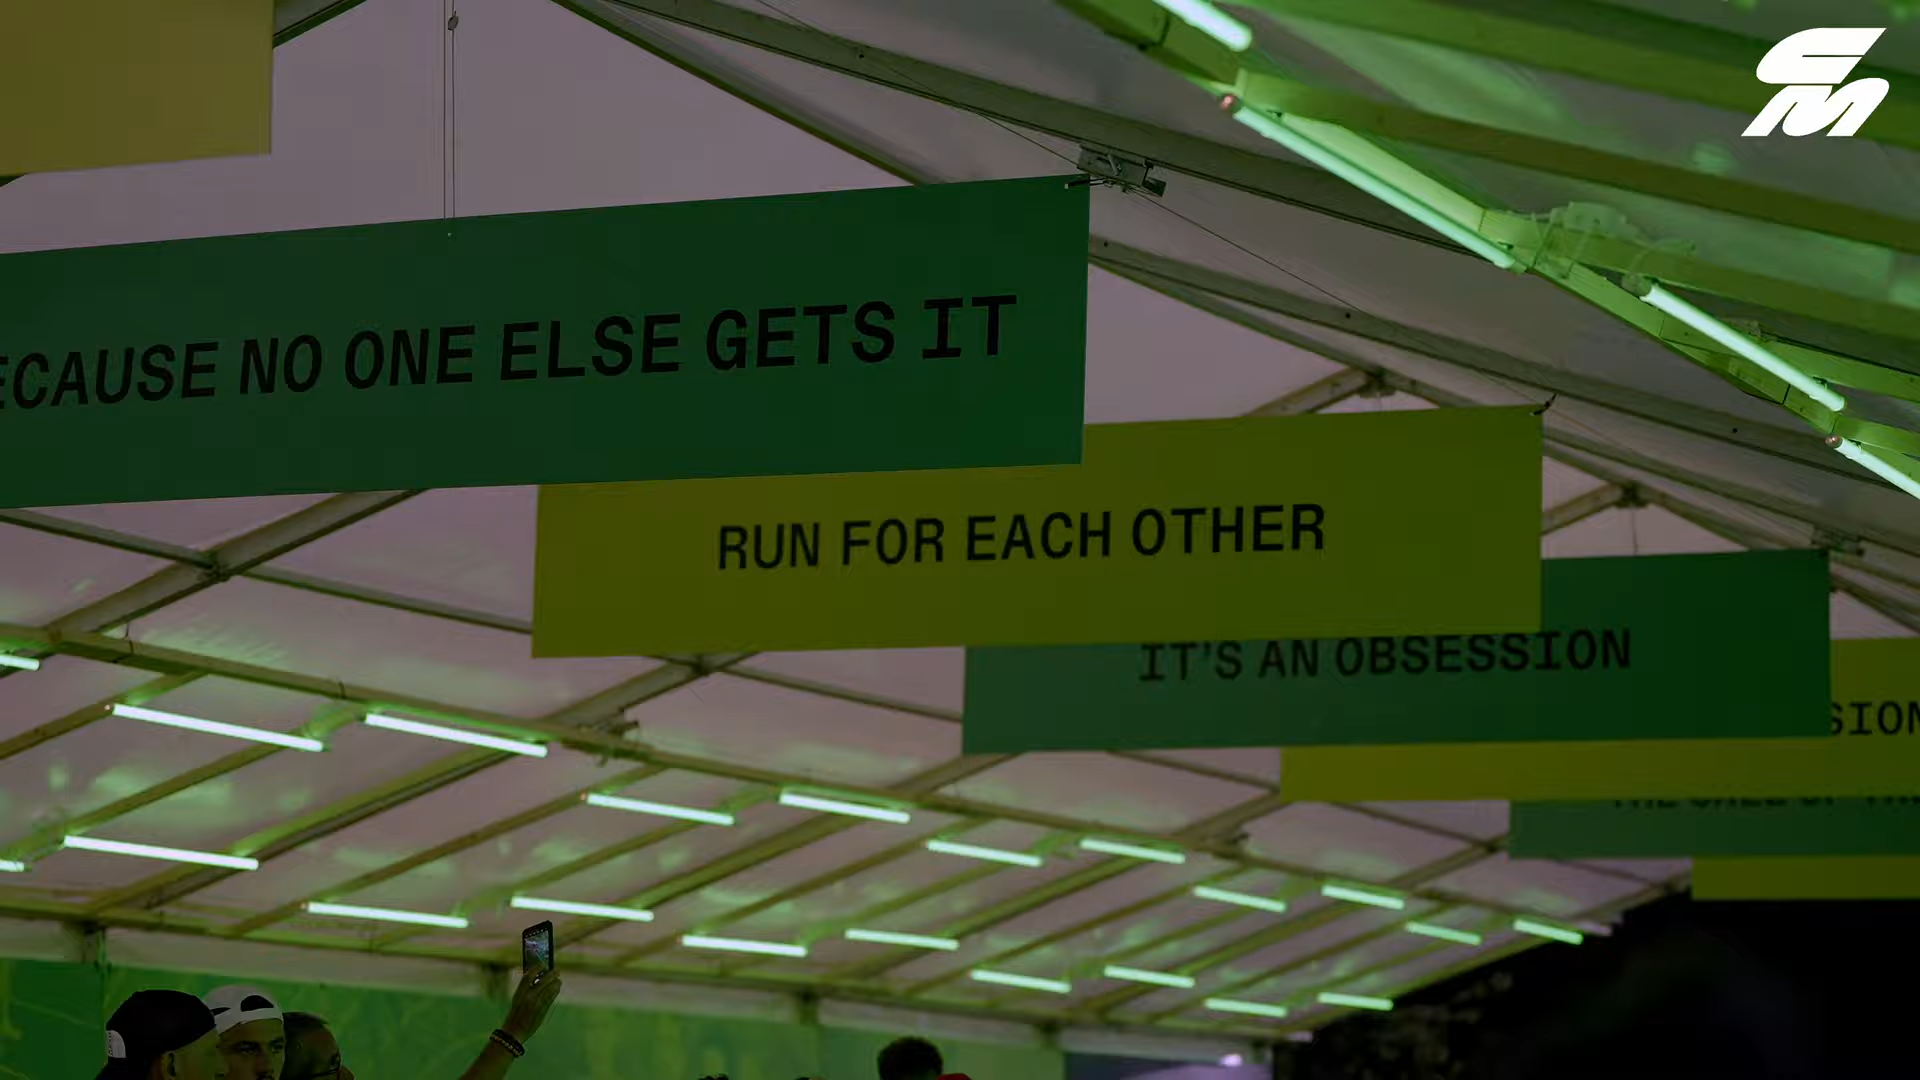 ECAUSE NO ONE ELSE GETS IT
RUN FOR EACH OTHER
IT'S AN OBSESSION
SION